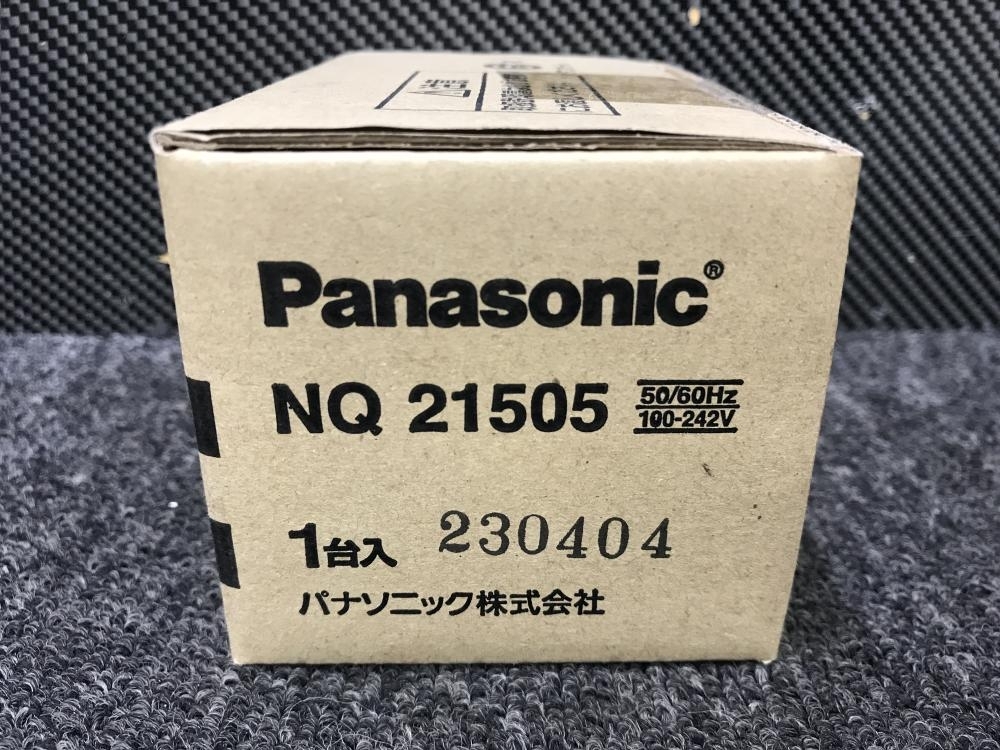 Panasonic®
NQ 21505
50/60Hz
100-242V
1台入
230404
パナソニック株式会社